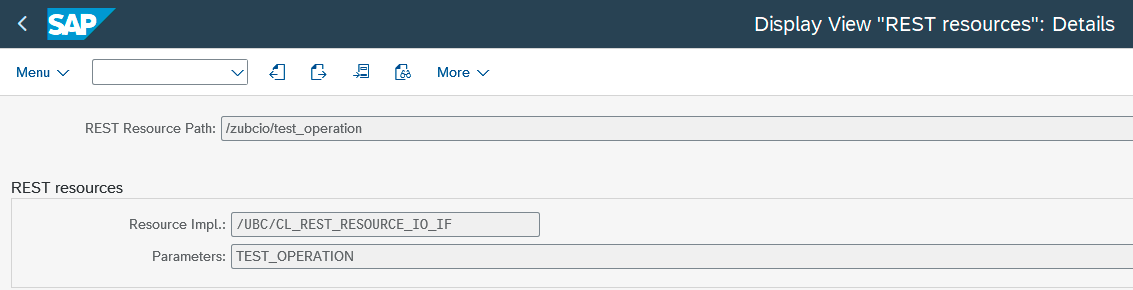 SAP
Display View "REST resources": Details
Menu
More
REST Resource Path: /zubcio/test_operation
REST resources
Resource Impl.: /UBC/CL_REST_RESOURCE_IO_IF
Parameters: TEST_OPERATION